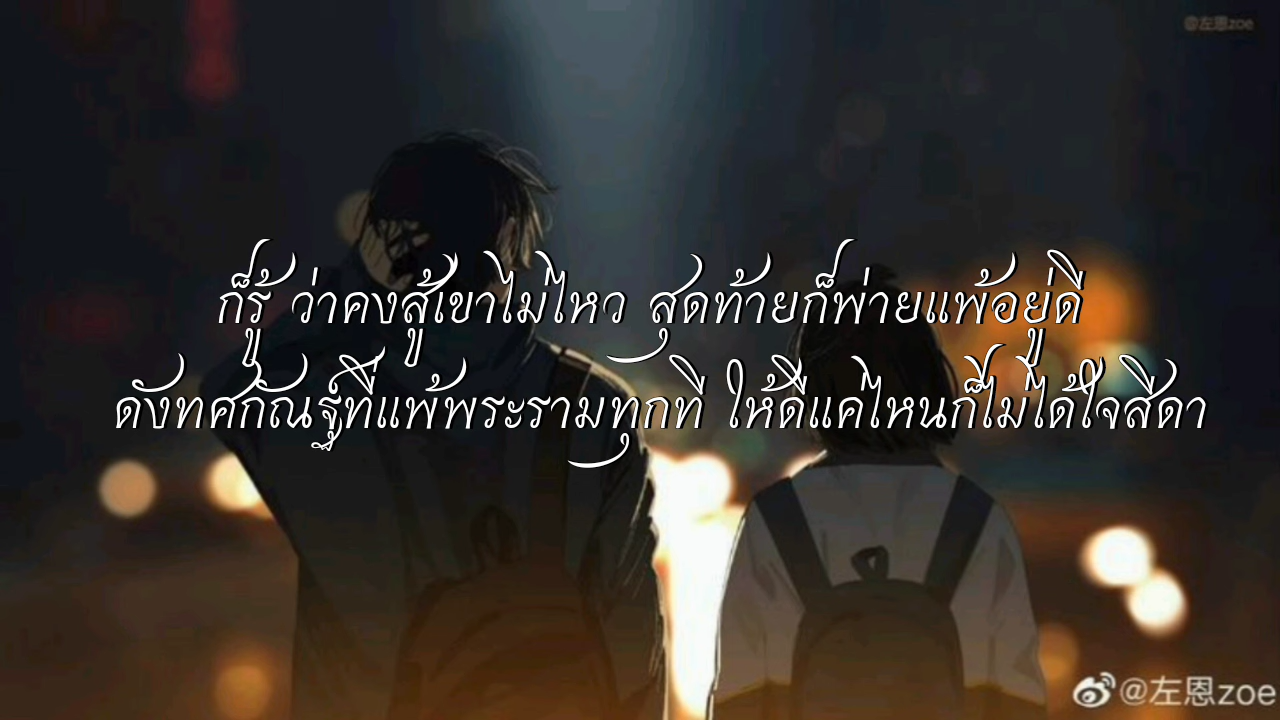 @左恩zoe
ก็รู้ ว่าคงสู้เขาไม่ไหว สุดท้ายก็พ่ายแพ้อยู่ดี
ดังทศกัณฐ์ที่แพ้พระรามทุกที ให้ดีแค่ไหนก็ไม่ได้ใจสีดา
@左恩zoe